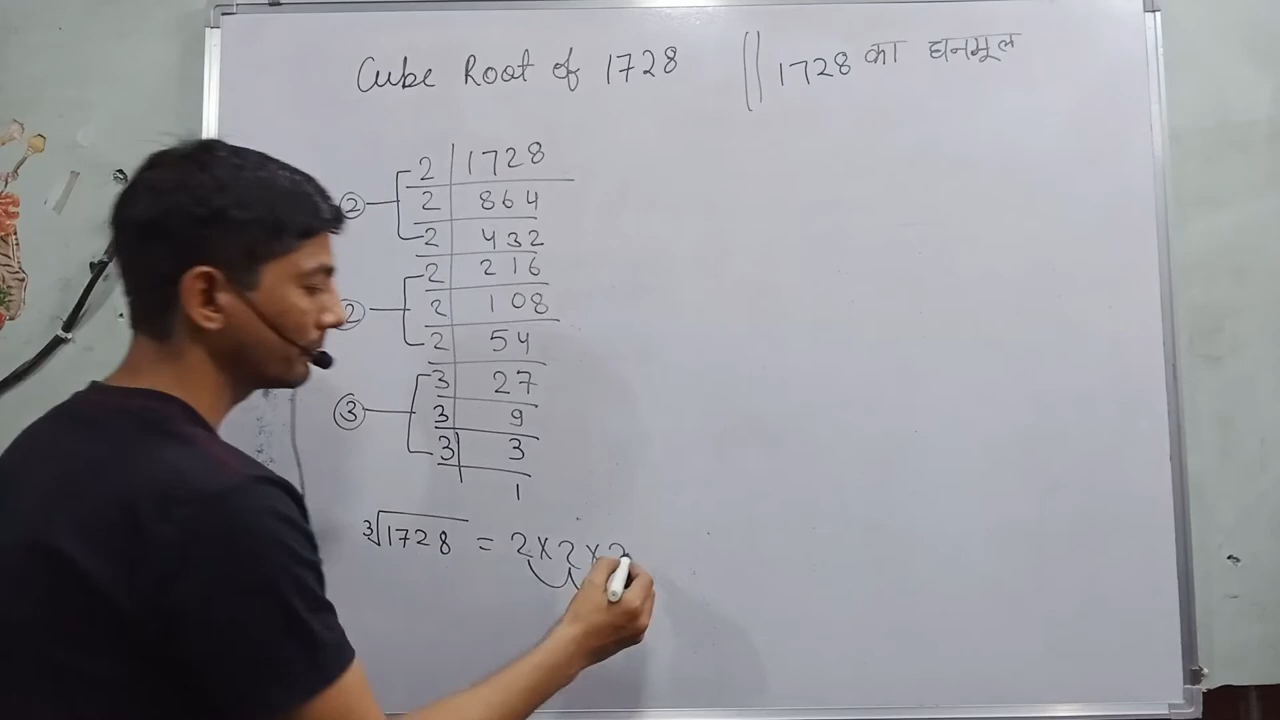 Cube Root of 1728 || 1728 का घनमूल
2 | 1728
2 | 864
2 | 432
2 | 216
2 | 108
2 | 54
3 | 27
3 | 9
3 | 3
1
②
②
③
∛1728 = 2 x 2 x